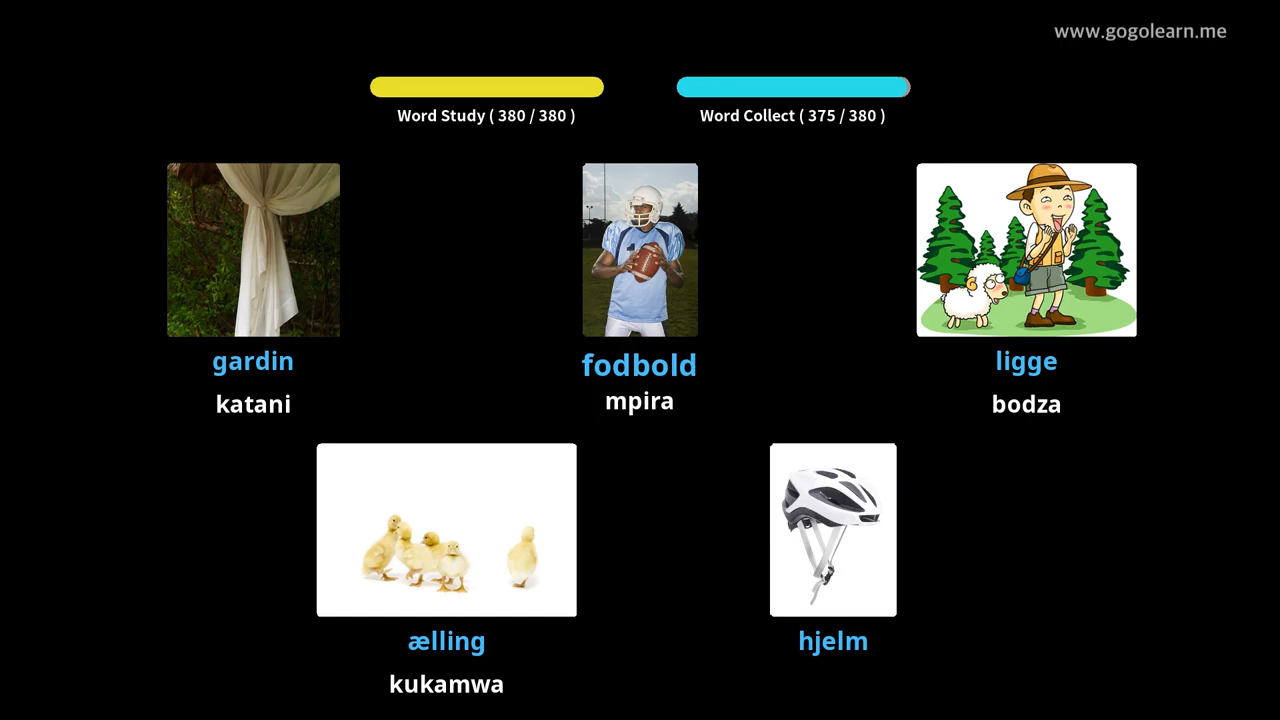 www.gogolearn.me
Word Study ( 380 / 380 )
Word Collect ( 375 / 380 )
gardin
katani
fodbold
mpira
ligge
bodza
ælling
kukamwa
hjelm